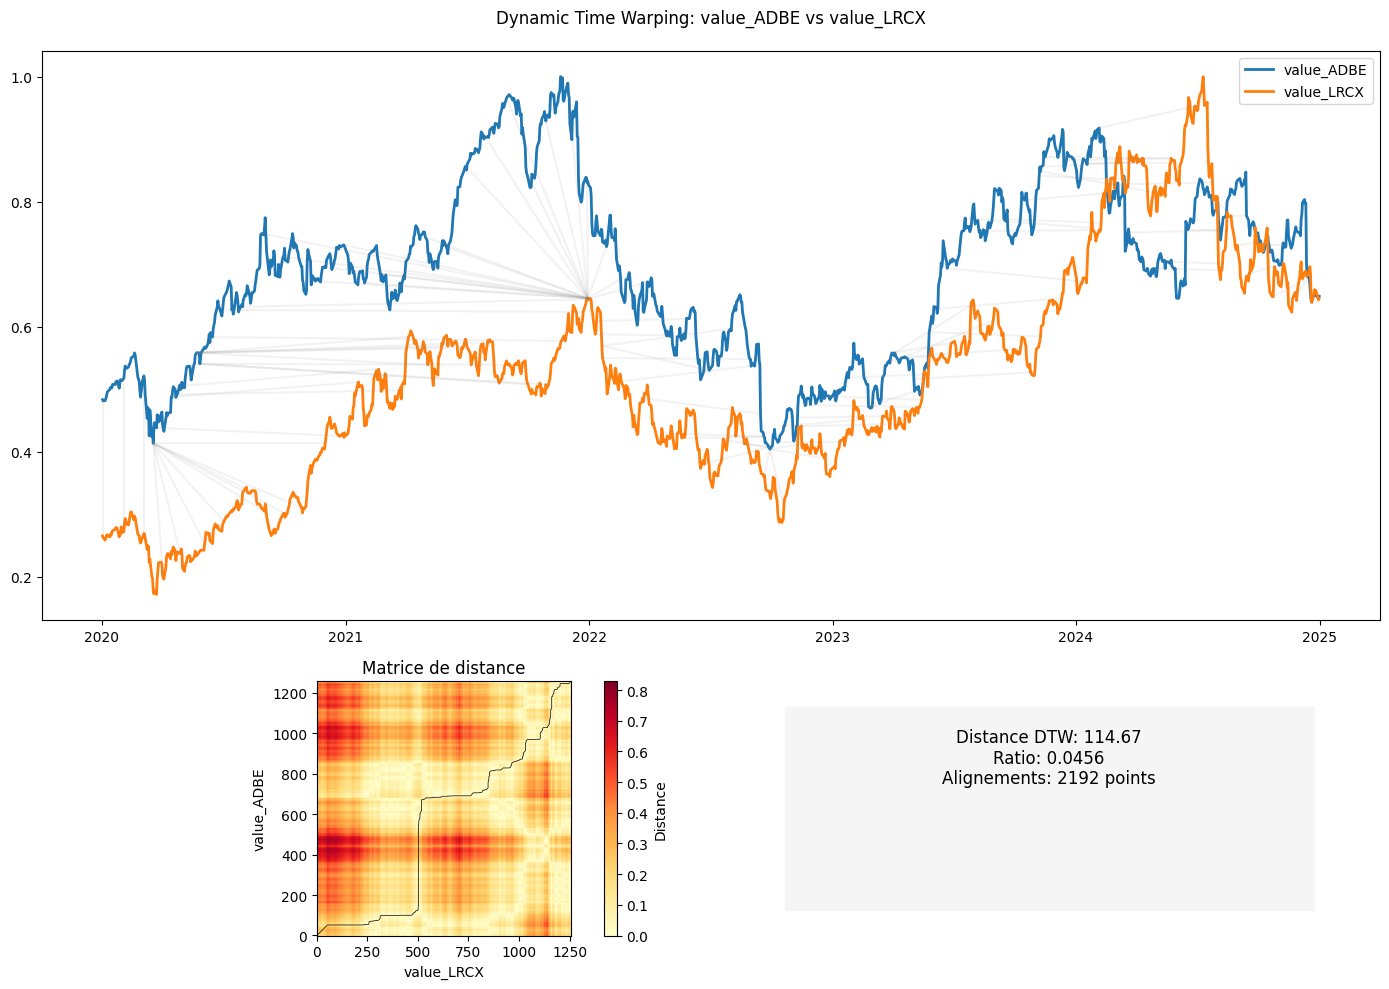 Dynamic Time Warping: value_ADBE vs value_LRCX
value_ADBE
value_LRCX
1.0
0.8
0.6
0.4
0.2
2020 2021 2022 2023 2024 2025
Matrice de distance
1200
1000
800
600
400
200
0
value_ADBE
0 250 500 750 1000 1250
value_LRCX
0.8
0.7
0.6
0.5
0.4
0.3
0.2
0.1
0.0
Distance
Distance DTW: 114.67
Ratio: 0.0456
Alignements: 2192 points